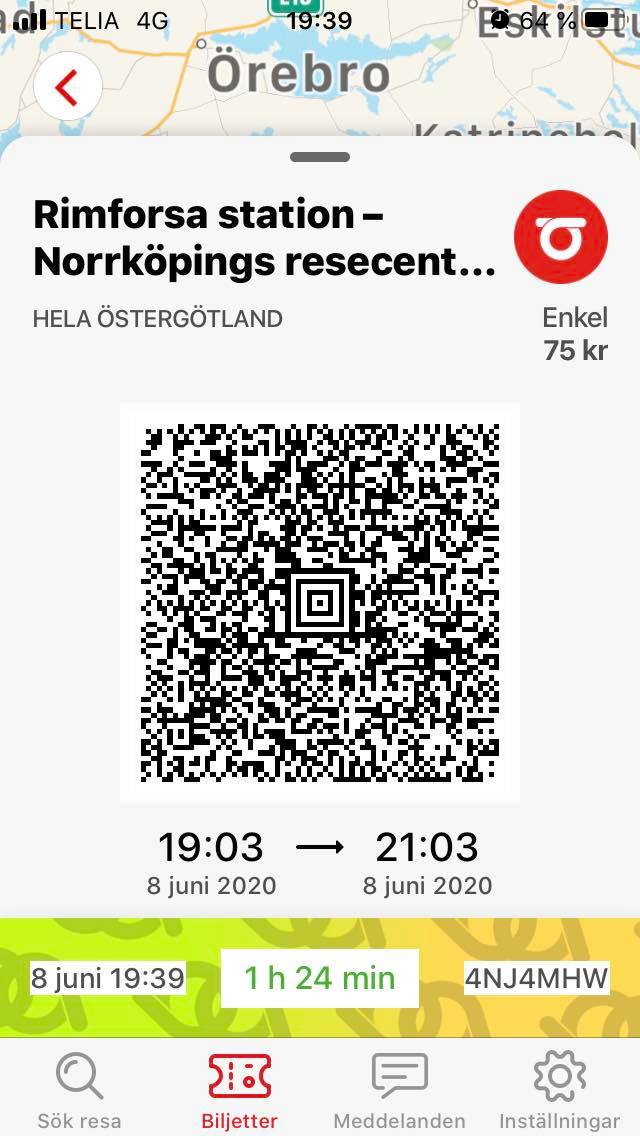 TELIA 4G 19:39 64 %
Örebro
Rimforsa station –
Norrköpings resecent...
HELA ÖSTERGÖTLAND
Enkel
75 kr
19:03 → 21:03
8 juni 2020 8 juni 2020
8 juni 19:39 1 h 24 min 4NJ4MHW
Sök resa Biljetter Meddelanden Inställningar